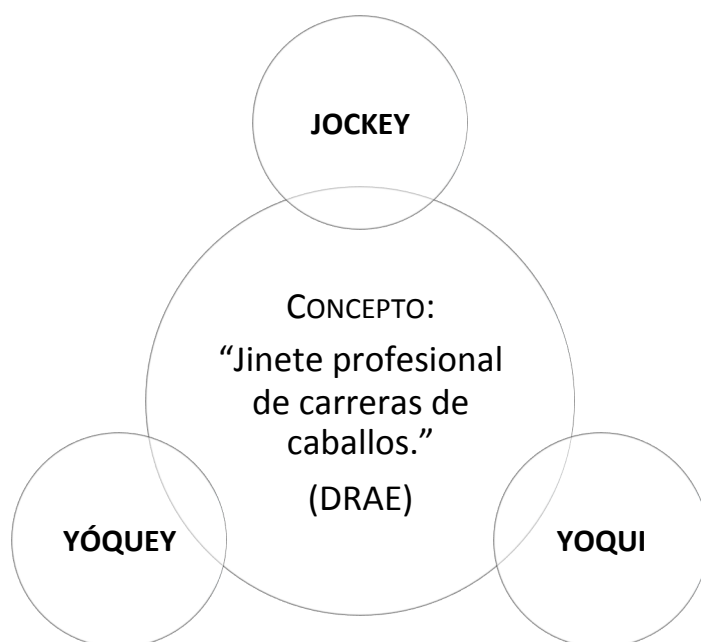 JOCKEY
CONCEPTO:
“Jinete profesional
de carreras de
caballos.”
(DRAE)
YÓQUEY
YOQUI